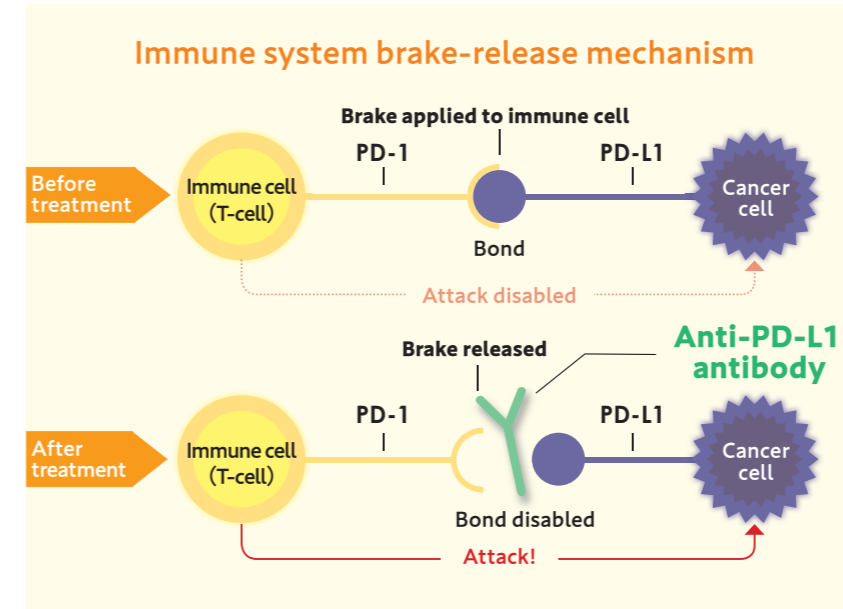 Immune system brake-release mechanism
Brake applied to immune cell
PD-1
PD-L1
Before
treatment
Immune cell
(T-cell)
Cancer
cell
Bond
Attack disabled
Anti-PD-L1
antibody
Brake released
PD-1
PD-L1
After
treatment
Immune cell
(T-cell)
Cancer
cell
Bond disabled
Attack!